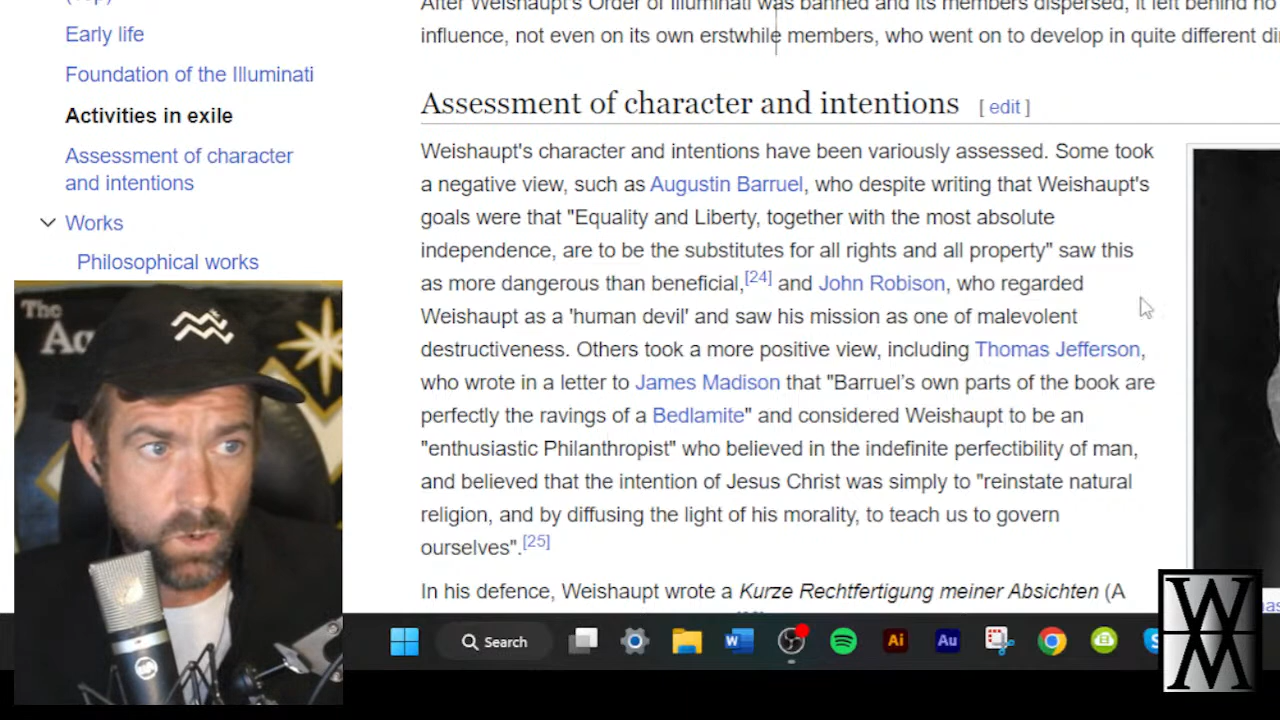 After Weishaupt's Order of Illuminati was banned and its members dispersed, it left behind no
influence, not even on its own erstwhile members, who went on to develop in quite different
Early life
Foundation of the Illuminati
Activities in exile
Assessment of character
and intentions
Works
Philosophical works
Assessment of character and intentions [ edit ]
Weishaupt's character and intentions have been variously assessed. Some took
a negative view, such as Augustin Barruel, who despite writing that Weishaupt's
goals were that "Equality and Liberty, together with the most absolute
independence, are to be the substitutes for all rights and all property" saw this
as more dangerous than beneficial,[24] and John Robison, who regarded
Weishaupt as a 'human devil' and saw his mission as one of malevolent
destructiveness. Others took a more positive view, including Thomas Jefferson,
who wrote in a letter to James Madison that "Barruel's own parts of the book are
perfectly the ravings of a Bedlamite" and considered Weishaupt to be an
"enthusiastic Philanthropist" who believed in the indefinite perfectibility of man,
and believed that the intention of Jesus Christ was simply to "reinstate natural
religion, and by diffusing the light of his morality, to teach us to govern
ourselves".[25]
In his defence, Weishaupt wrote a Kurze Rechtfertigung meiner Absichten (A
The
Search
W
Ai
Au
S
WM